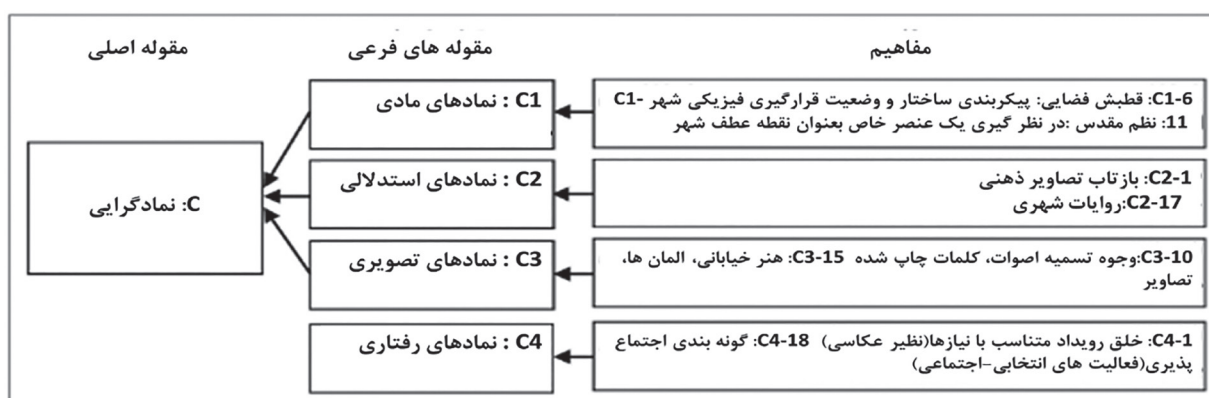 مفاهیم
مقوله های فرعی
مقوله اصلی
C1-6: قطبش فضایی: پیکربندی ساختار و وضعیت قرارگیری فیزیکی شهر C1-
11: نظم مقدس :در نظر گیری یک عنصر خاص بعنوان نقطه عطف شهر
C1 : نمادهای مادی
C2-1: بازتاب تصاویر ذهنی
C2-17:روایات شهری
C2 : نمادهای استدلالی
C: نمادگرایی
C3-10:وجوه تسمیه اصوات، کلمات چاپ شده C3-15: هنر خیابانی، المان ها،
تصاویر
C3 : نمادهای تصویری
C4-1: خلق رویداد متناسب با نیازها(نظیر عکاسی) C4-18: گونه بندی اجتماع
پذیری(فعالیت های انتخابی-اجتماعی)
C4 : نمادهای رفتاری